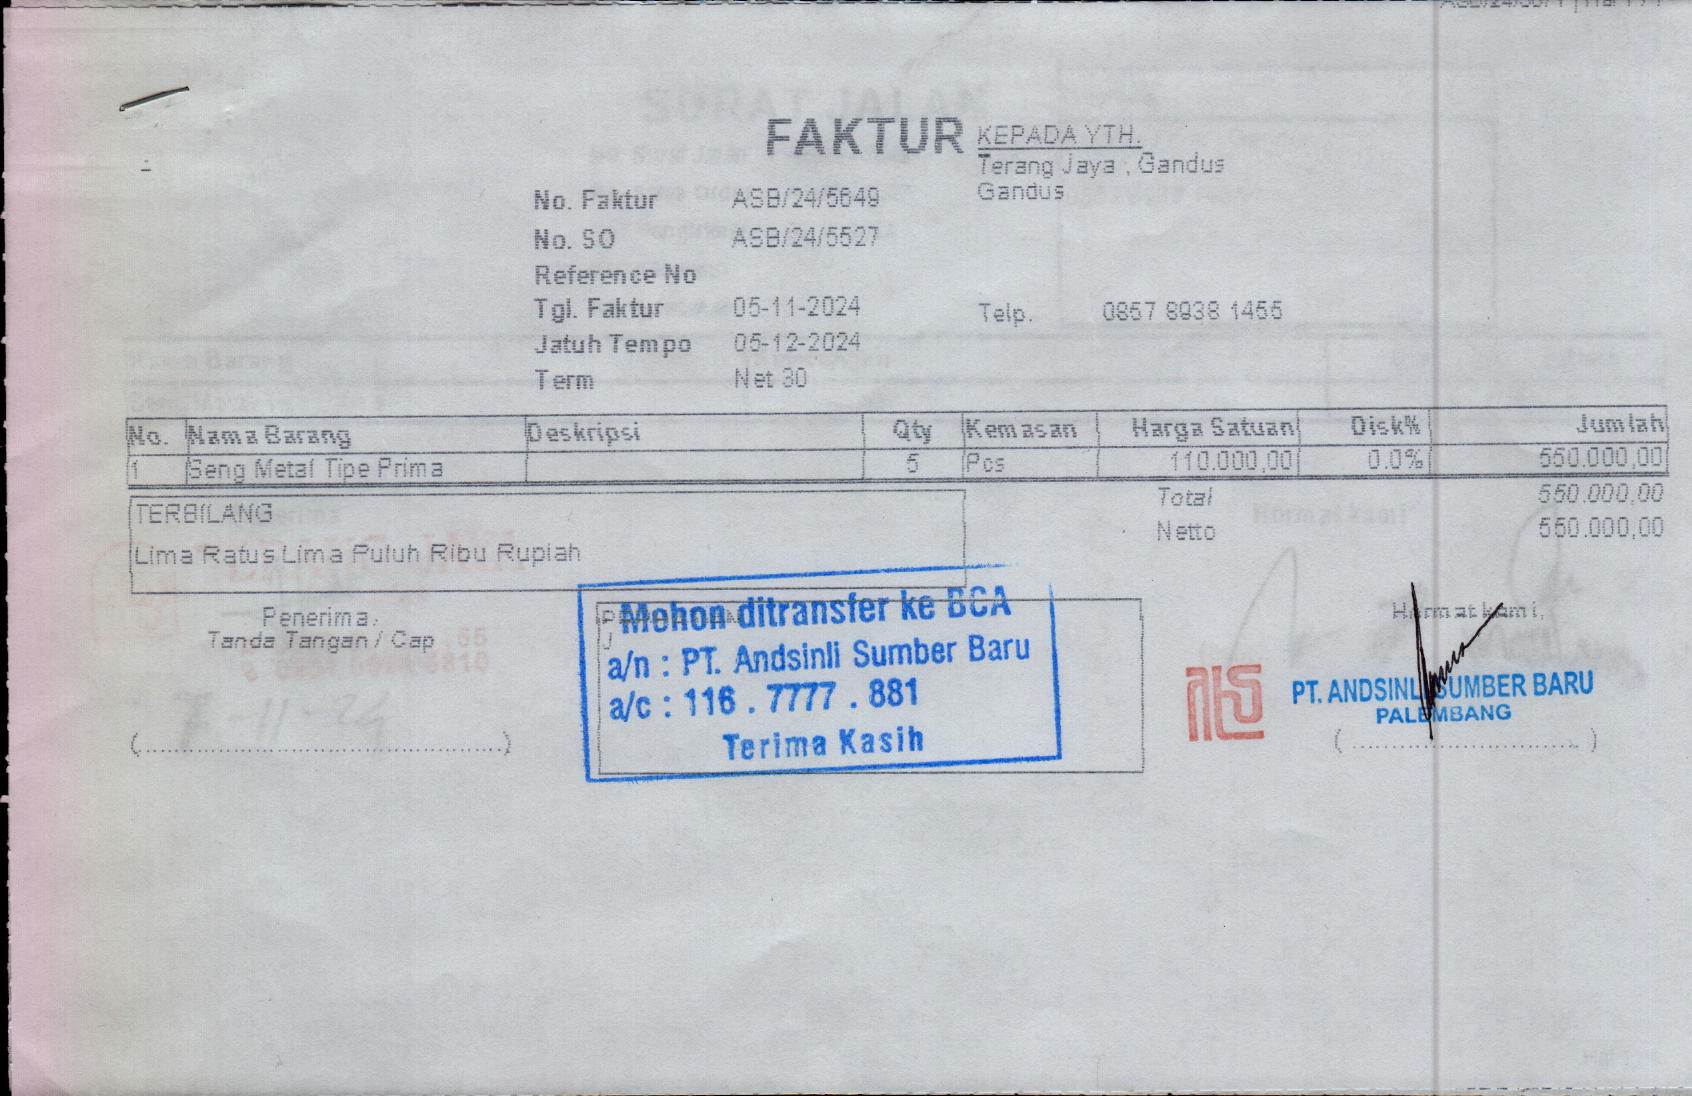 FAKTUR
KEPADA YTH.
Terang Jaya , Gandus
Gandus
No. Faktur ASB/24/5649
No. SO ASB/24/5527
Reference No
Tgl. Faktur 05-11-2024
Telp. 0857 8938 1455
Jatuh Tempo 05-12-2024
Term Net 30
No. Nama Barang Deskripsi Qty Kemasan Harga Satuan Disk% Jumlah
1 Seng Metal Tipe Prima 5 Pcs 110.000,00 0.0% 550.000,00
Total 550.000,00
Netto 550.000,00
TERBILANG
Lima Ratus Lima Puluh Ribu Rupiah
Penerima,
Tanda Tangan / Cap
(................................................)
Mohon ditransfer ke BCA
a/n : PT. Andsinli Sumber Baru
a/c : 116 . 7777 . 881
Terima Kasih
Hormat kami,
PT. ANDSINLI SUMBER BARU
PALEMBANG
( .............................. )